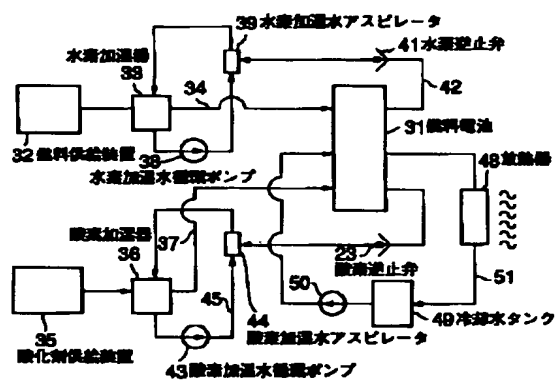 39 水素加湿水アスピレータ
水素加湿器
33
34
41 水素逆止弁
42
31 燃料電池
32 燃料供給装置
38
水素加湿水循環ポンプ
48 放熱器
酸素加湿器
36
37
23
酸素逆止弁
50
51
45
44
49 冷却水タンク
酸素加湿水アスピレータ
35
酸化剤供給装置
43 酸素加湿水循環ポンプ